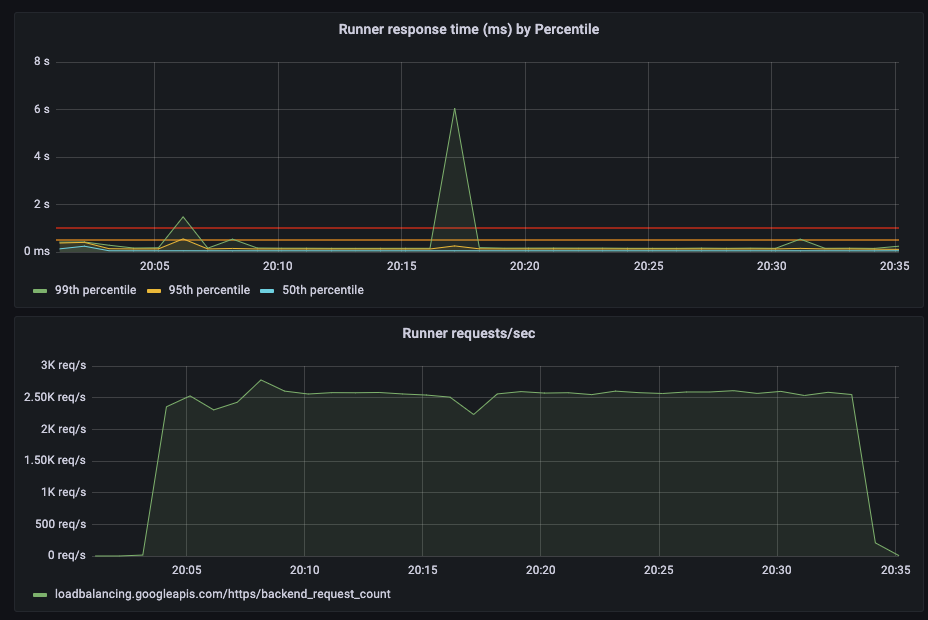 Runner response time (ms) by Percentile
8 s
6 s
4 s
2 s
0 ms
20:05 20:10 20:15 20:20 20:25 20:30 20:35
99th percentile 95th percentile 50th percentile
Runner requests/sec
3K req/s
2.50K req/s
2K req/s
1.50K req/s
1K req/s
500 req/s
0 req/s
20:05 20:10 20:15 20:20 20:25 20:30 20:35
loadbalancing.googleapis.com/https/backend_request_count